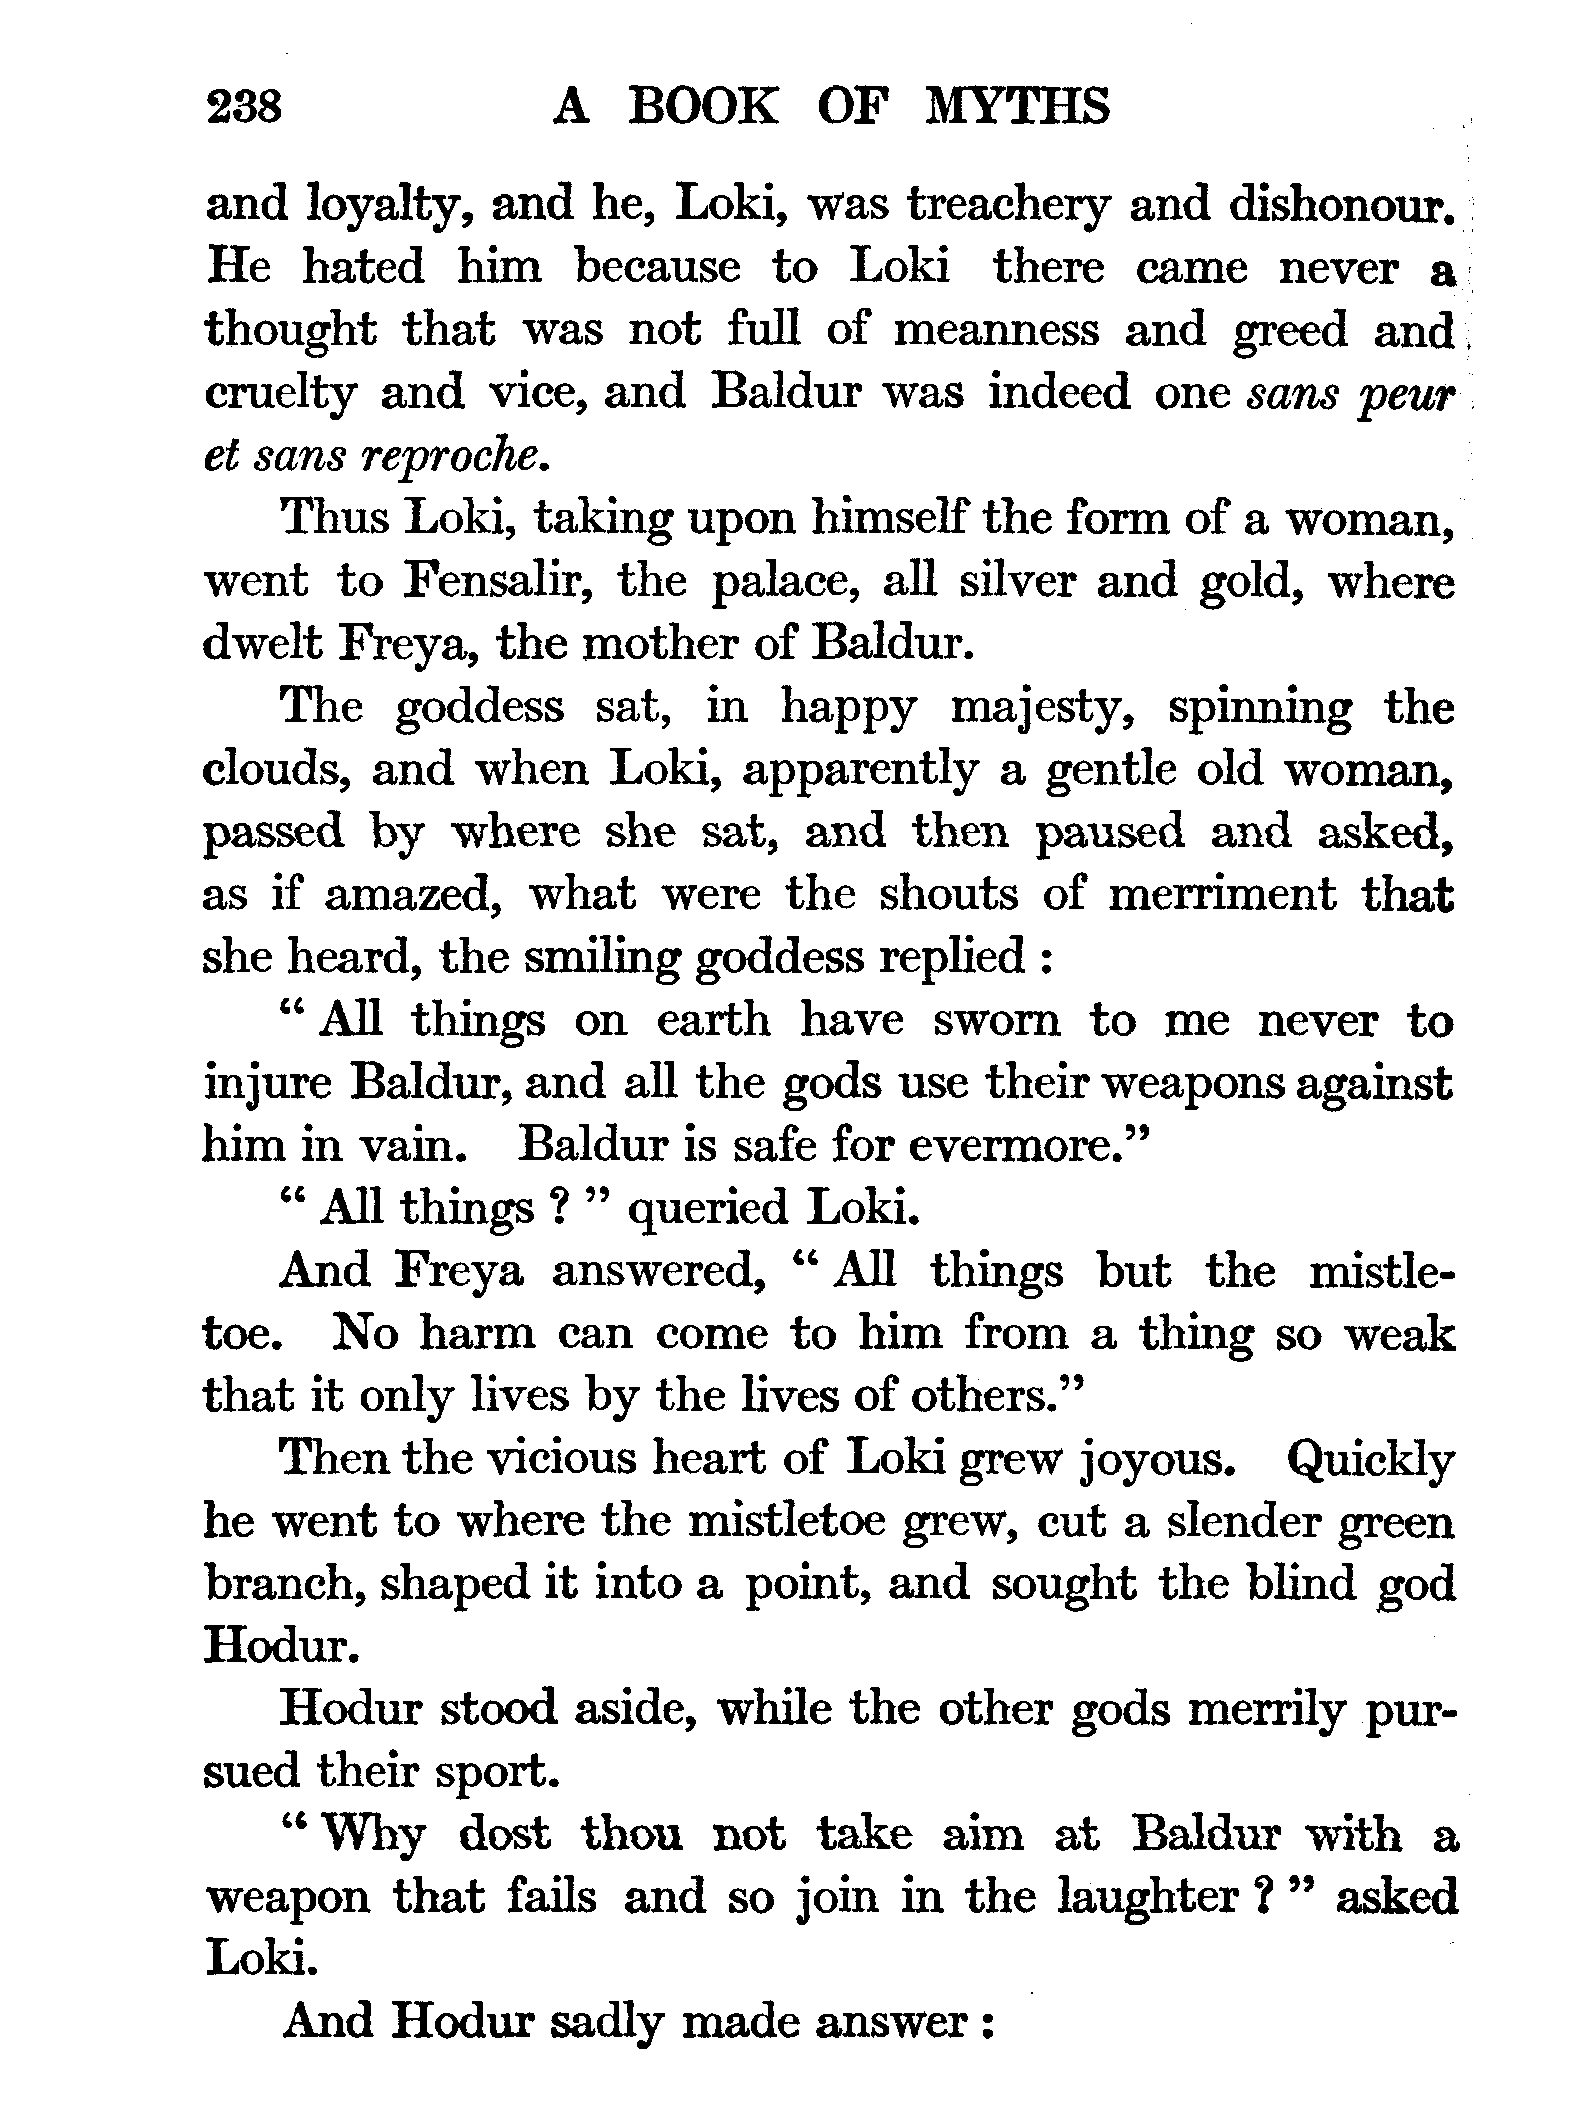 238 A BOOK OF MYTHS
and loyalty, and he, Loki, was treachery and dishonour.
He hated him because to Loki there came never a
thought that was not full of meanness and greed and
cruelty and vice, and Baldur was indeed one sans peur
et sans reproche.
Thus Loki, taking upon himself the form of a woman,
went to Fensalir, the palace, all silver and gold, where
dwelt Freya, the mother of Baldur.
The goddess sat, in happy majesty, spinning the
clouds, and when Loki, apparently a gentle old woman,
passed by where she sat, and then paused and asked,
as if amazed, what were the shouts of merriment that
she heard, the smiling goddess replied :
“ All things on earth have sworn to me never to
injure Baldur, and all the gods use their weapons against
him in vain. Baldur is safe for evermore.”
“ All things ? ” queried Loki.
And Freya answered, “ All things but the mistle-
toe. No harm can come to him from a thing so weak
that it only lives by the lives of others.”
Then the vicious heart of Loki grew joyous. Quickly
he went to where the mistletoe grew, cut a slender green
branch, shaped it into a point, and sought the blind god
Hodur.
Hodur stood aside, while the other gods merrily pur-
sued their sport.
“ Why dost thou not take aim at Baldur with a
weapon that fails and so join in the laughter ? ” asked
Loki.
And Hodur sadly made answer :